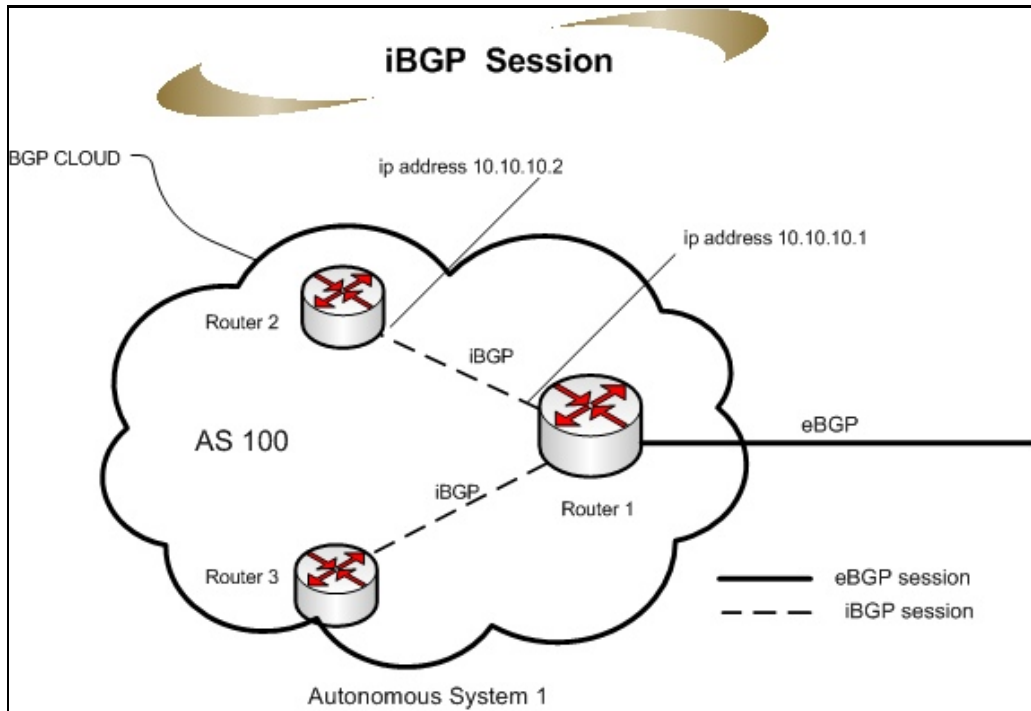 iBGP Session
BGP CLOUD
ip address 10.10.10.2
ip address 10.10.10.1
Router 2
iBGP
AS 100
eBGP
iBGP
Router 1
Router 3
eBGP session
iBGP session
Autonomous System 1